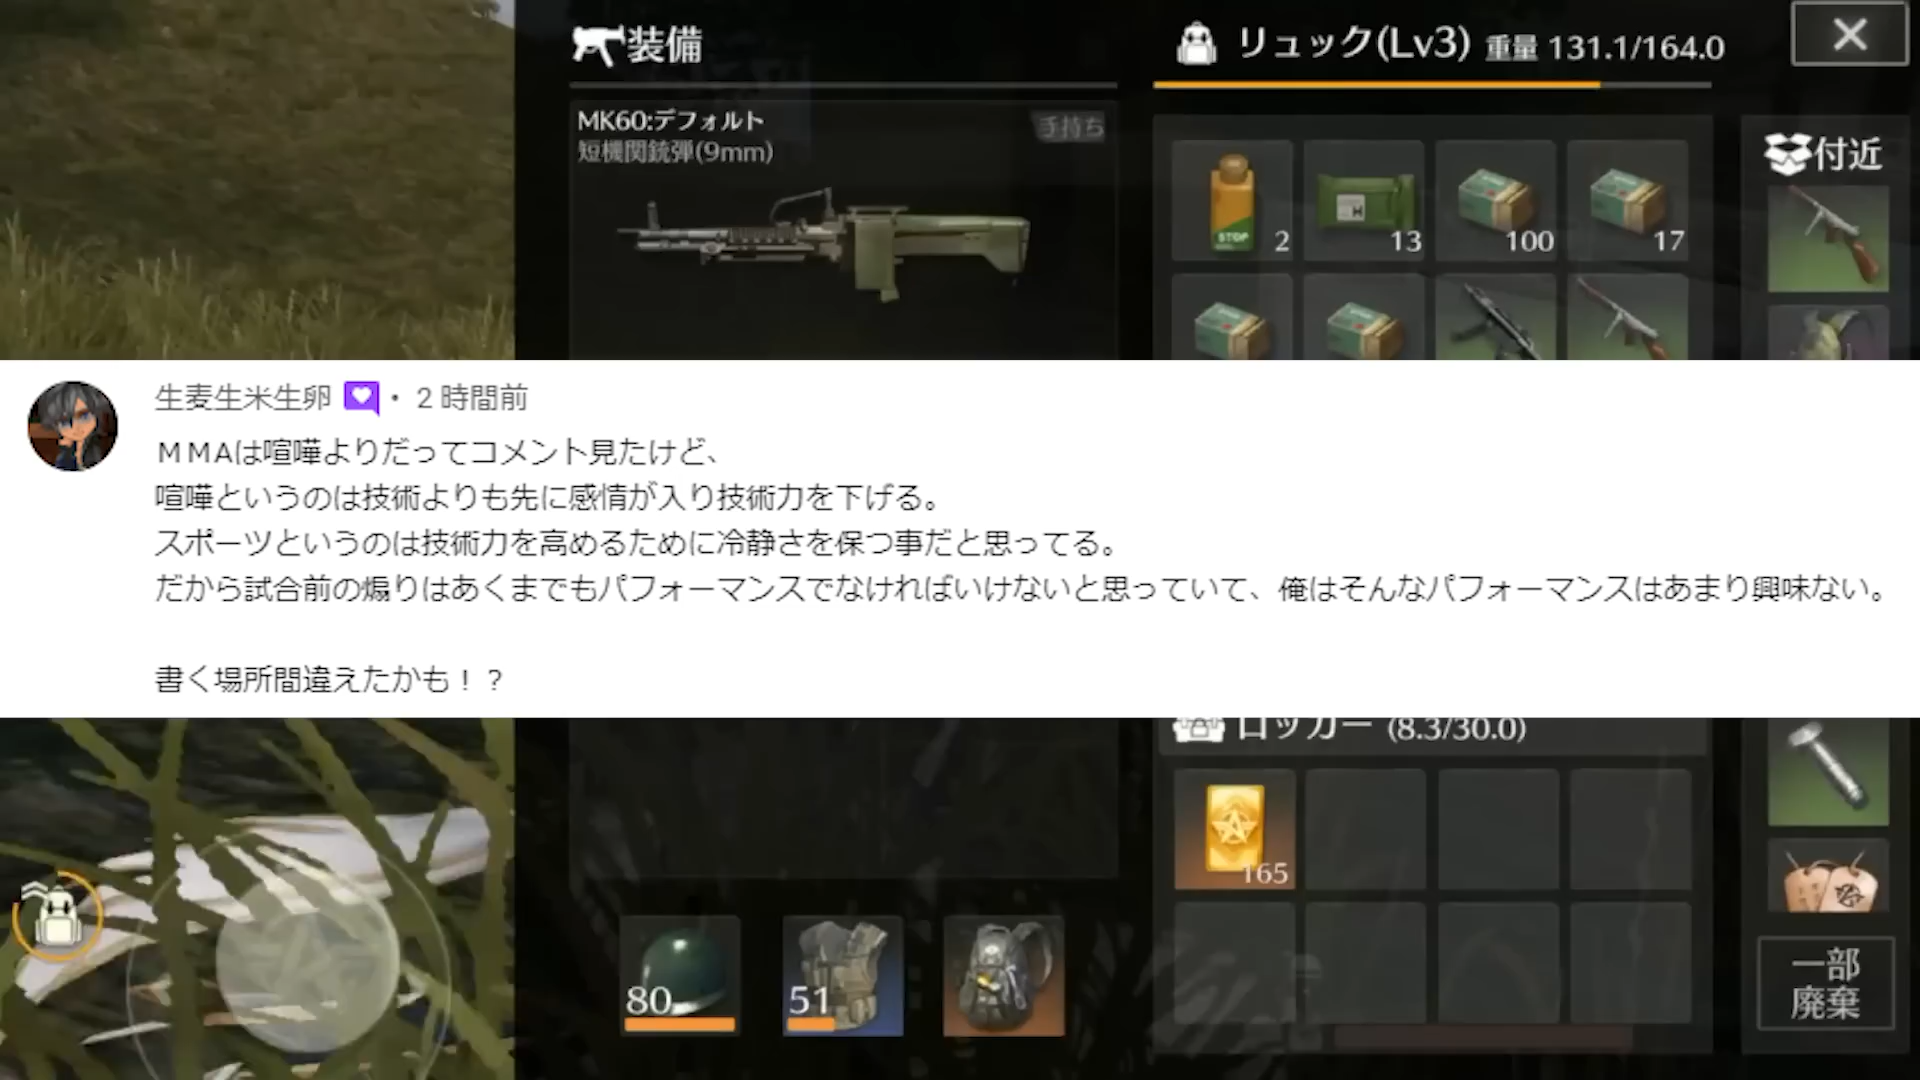 装備
リュック(Lv3) 重量 131.1/164.0
MK60:デフォルト
手持ち
短機関銃弾(9mm)
付近
STOP
2
H
13
100
17
生麦生米生卵 ・ 2 時間前
ＭＭAは喧嘩よりだってコメント見たけど、
喧嘩というのは技術よりも先に感情が入り技術力を下げる。
スポーツというのは技術力を高めるために冷静さを保つ事だと思ってる。
だから試合前の煽りはあくまでもパフォーマンスでなければいけないと思っていて、俺はそんなパフォーマンスはあまり興味ない。
書く場所間違えたかも！？
ロッカー (8.3/30.0)
165
80
51
一部
廃棄